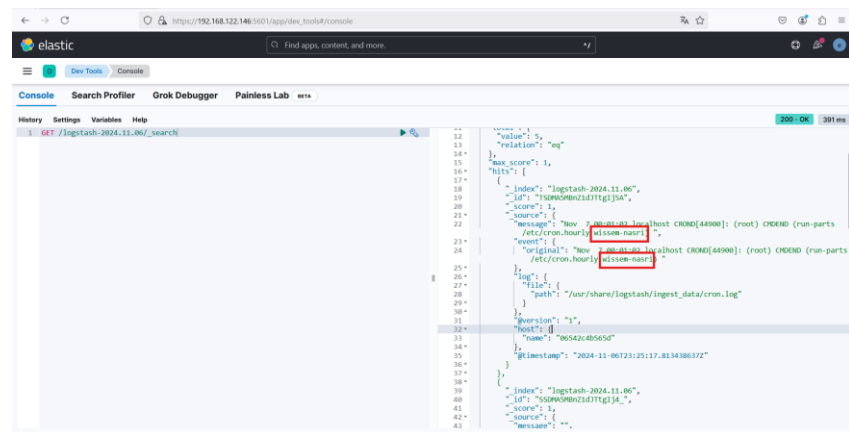 https://192.168.122.146:5601/app/dev_tools#/console
elastic
Find apps, content, and more.
^/
D
Dev Tools
Console
Console
Search Profiler
Grok Debugger
Painless Lab
BETA
History
Settings
Variables
Help
200 - OK
391 ms
1 GET /logstash-2024.11.06/_search
12 "value": 5,
13 "relation": "eq"
14 },
15 "max_score": 1,
16 "hits": [
17 {
18 "_index": "logstash-2024.11.06",
19
20 "_score": 1,
21 "_source": {
22 "message": "Nov 7 00:01:02 localhost CROND[44900]: (root) CMDEND (run-parts
/etc/cron.hourly wissem-nasri ",
23 "event": {
24 "original": "Nov 7 00:01:02 localhost CROND[44900]: (root) CMDEND (run-parts
/etc/cron.hourly wissem-nasri "
25 },
26 "log": {
27 "file": {
28 "path": "/usr/share/logstash/ingest_data/cron.log"
29 }
30 },
31 "@version": "1",
32 "host": {
33 "name": "06542c4b565d"
34 },
35 "@timestamp": "2024-11-06T23:25:17.813438637Z"
36 }
37 },
38 {
39 "_index": "logstash-2024.11.06",
40
41 "_score": 1,
42 "_source": {
43 "message": "",